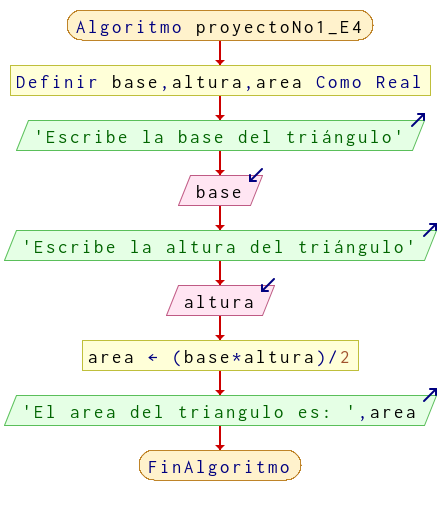 Algoritmo proyectoNo1_E4
Definir base,altura,area Como Real
'Escribe la base del triángulo'
base
'Escribe la altura del triángulo'
altura
area ← (base*altura)/2
'El area del triangulo es: ',area
FinAlgoritmo